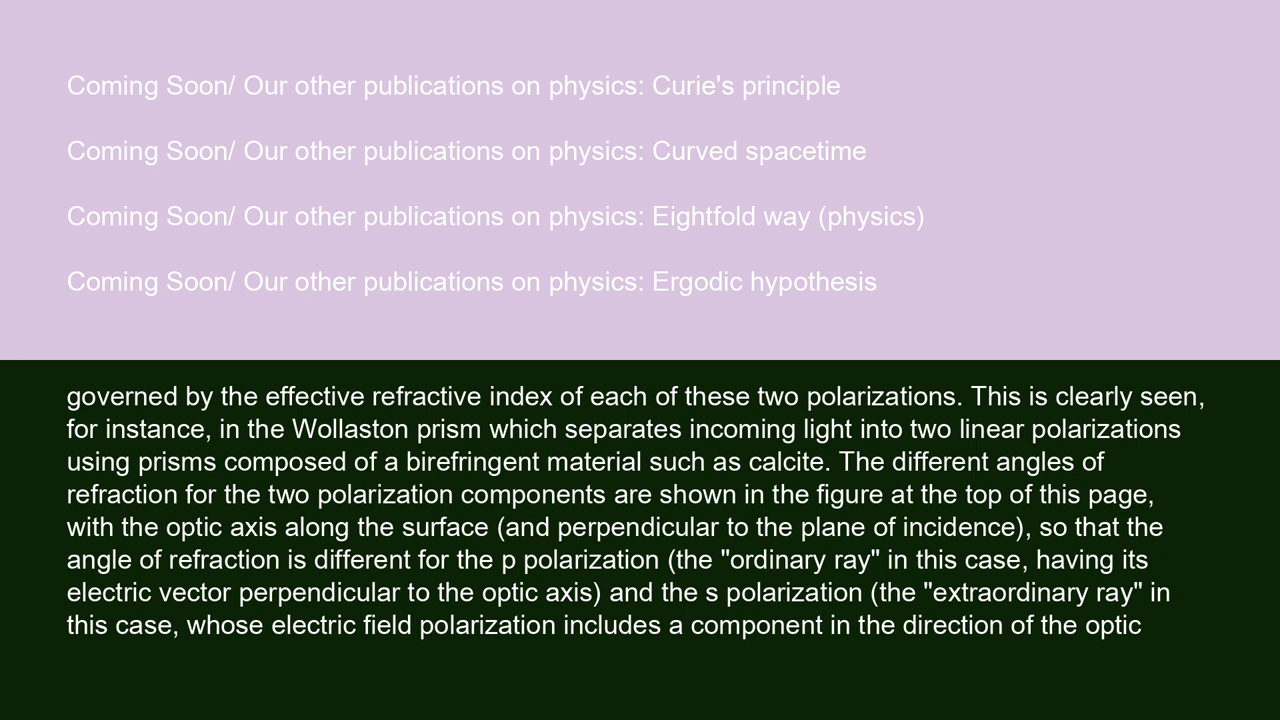 Coming Soon/ Our other publications on physics: Curie's principle
Coming Soon/ Our other publications on physics: Curved spacetime
Coming Soon/ Our other publications on physics: Eightfold way (physics)
Coming Soon/ Our other publications on physics: Ergodic hypothesis
governed by the effective refractive index of each of these two polarizations. This is clearly seen,
for instance, in the Wollaston prism which separates incoming light into two linear polarizations
using prisms composed of a birefringent material such as calcite. The different angles of
refraction for the two polarization components are shown in the figure at the top of this page,
with the optic axis along the surface (and perpendicular to the plane of incidence), so that the
angle of refraction is different for the p polarization (the "ordinary ray" in this case, having its
electric vector perpendicular to the optic axis) and the s polarization (the "extraordinary ray" in
this case, whose electric field polarization includes a component in the direction of the optic